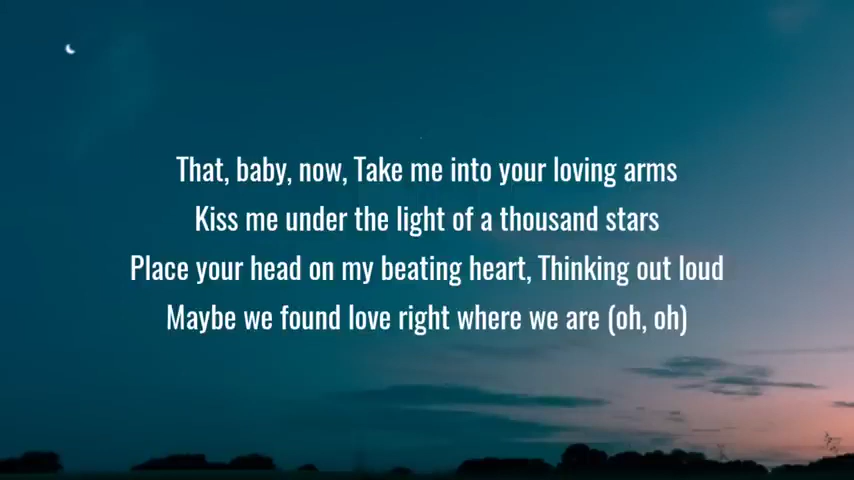 That, baby, now, Take me into your loving arms
Kiss me under the light of a thousand stars
Place your head on my beating heart, Thinking out loud
Maybe we found love right where we are (oh, oh)